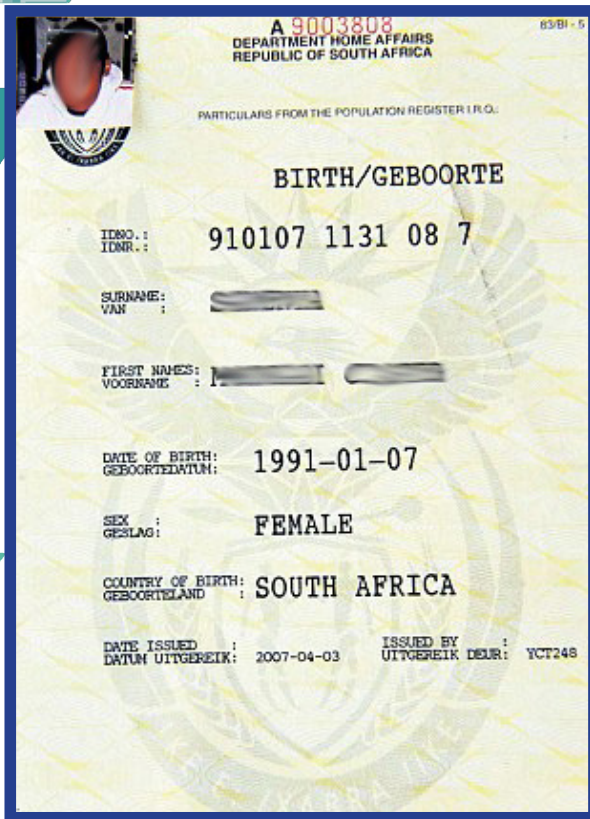 A 9003808
83/BI - 5
DEPARTMENT HOME AFFAIRS
REPUBLIC OF SOUTH AFRICA
PARTICULARS FROM THE POPULATION REGISTER I.R.O.:
BIRTH/GEBOORTE
IDNO.:
IDNR.: 910107 1131 08 7
SURNAME:
VAN :
FIRST NAMES:
VOORNAME :
DATE OF BIRTH:
GEBOORTEDATUM: 1991-01-07
SEX :
GESLAG: FEMALE
COUNTRY OF BIRTH:
GEBOORTELAND : SOUTH AFRICA
DATE ISSUED : ISSUED BY :
DATUM UITGEREIK: 2007-04-03 UITGEREIK DEUR: YCT248